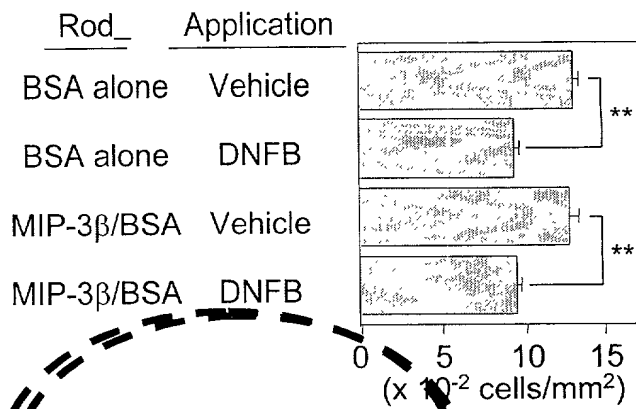 Rod_ Application
BSA alone Vehicle
**
BSA alone DNFB
MIP-3β/BSA Vehicle
**
MIP-3β/BSA DNFB
0 5 10 15
(x 10-2 cells/mm2)